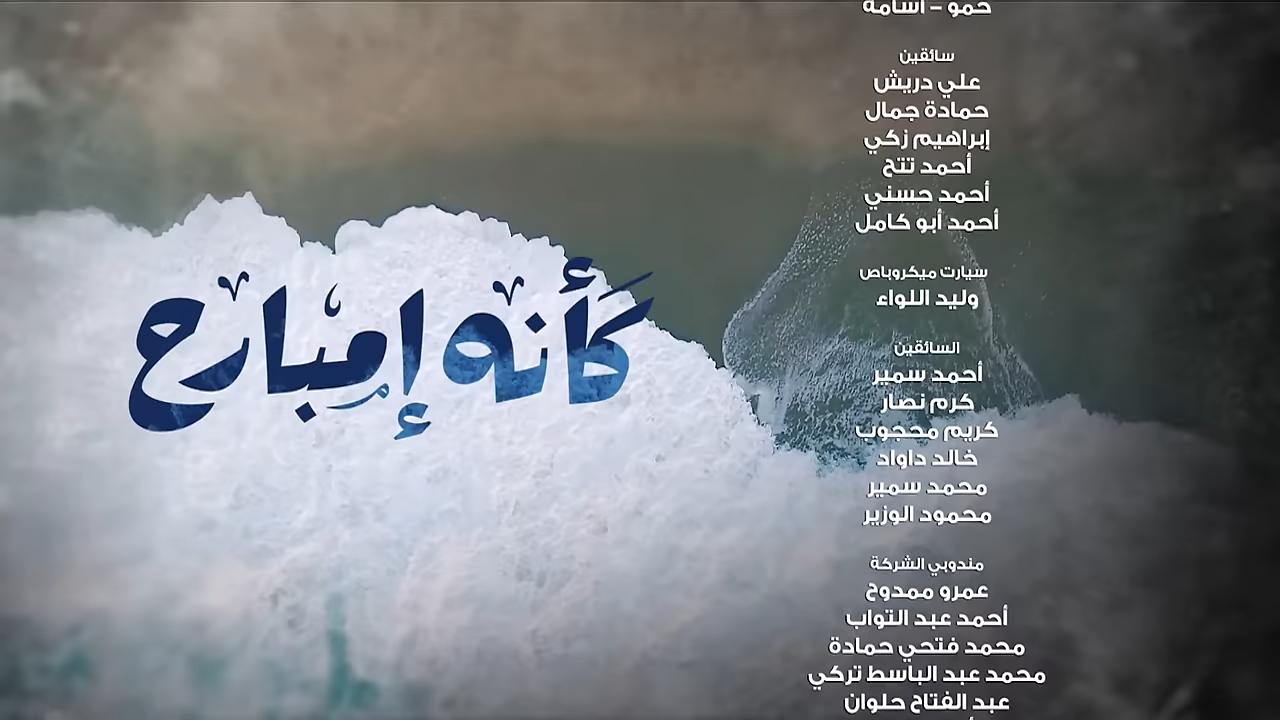 كأنه إمبارح
حمو - أسامة
سائقين
علي دربش
حمادة جمال
إبراهيم زكي
أحمد تتح
أحمد حسني
أحمد أبو كامل
سيارت ميكروباص
وليد اللواء
السائقين
أحمد سمير
كرم نصار
كريم محجوب
خالد داواد
محمد سمير
محمود الوزير
مندوبي الشركة
عمرو ممدوح
أحمد عبد التواب
محمد فتحي حمادة
محمد عبد الباسط تركي
عبد الفتاح حلوان